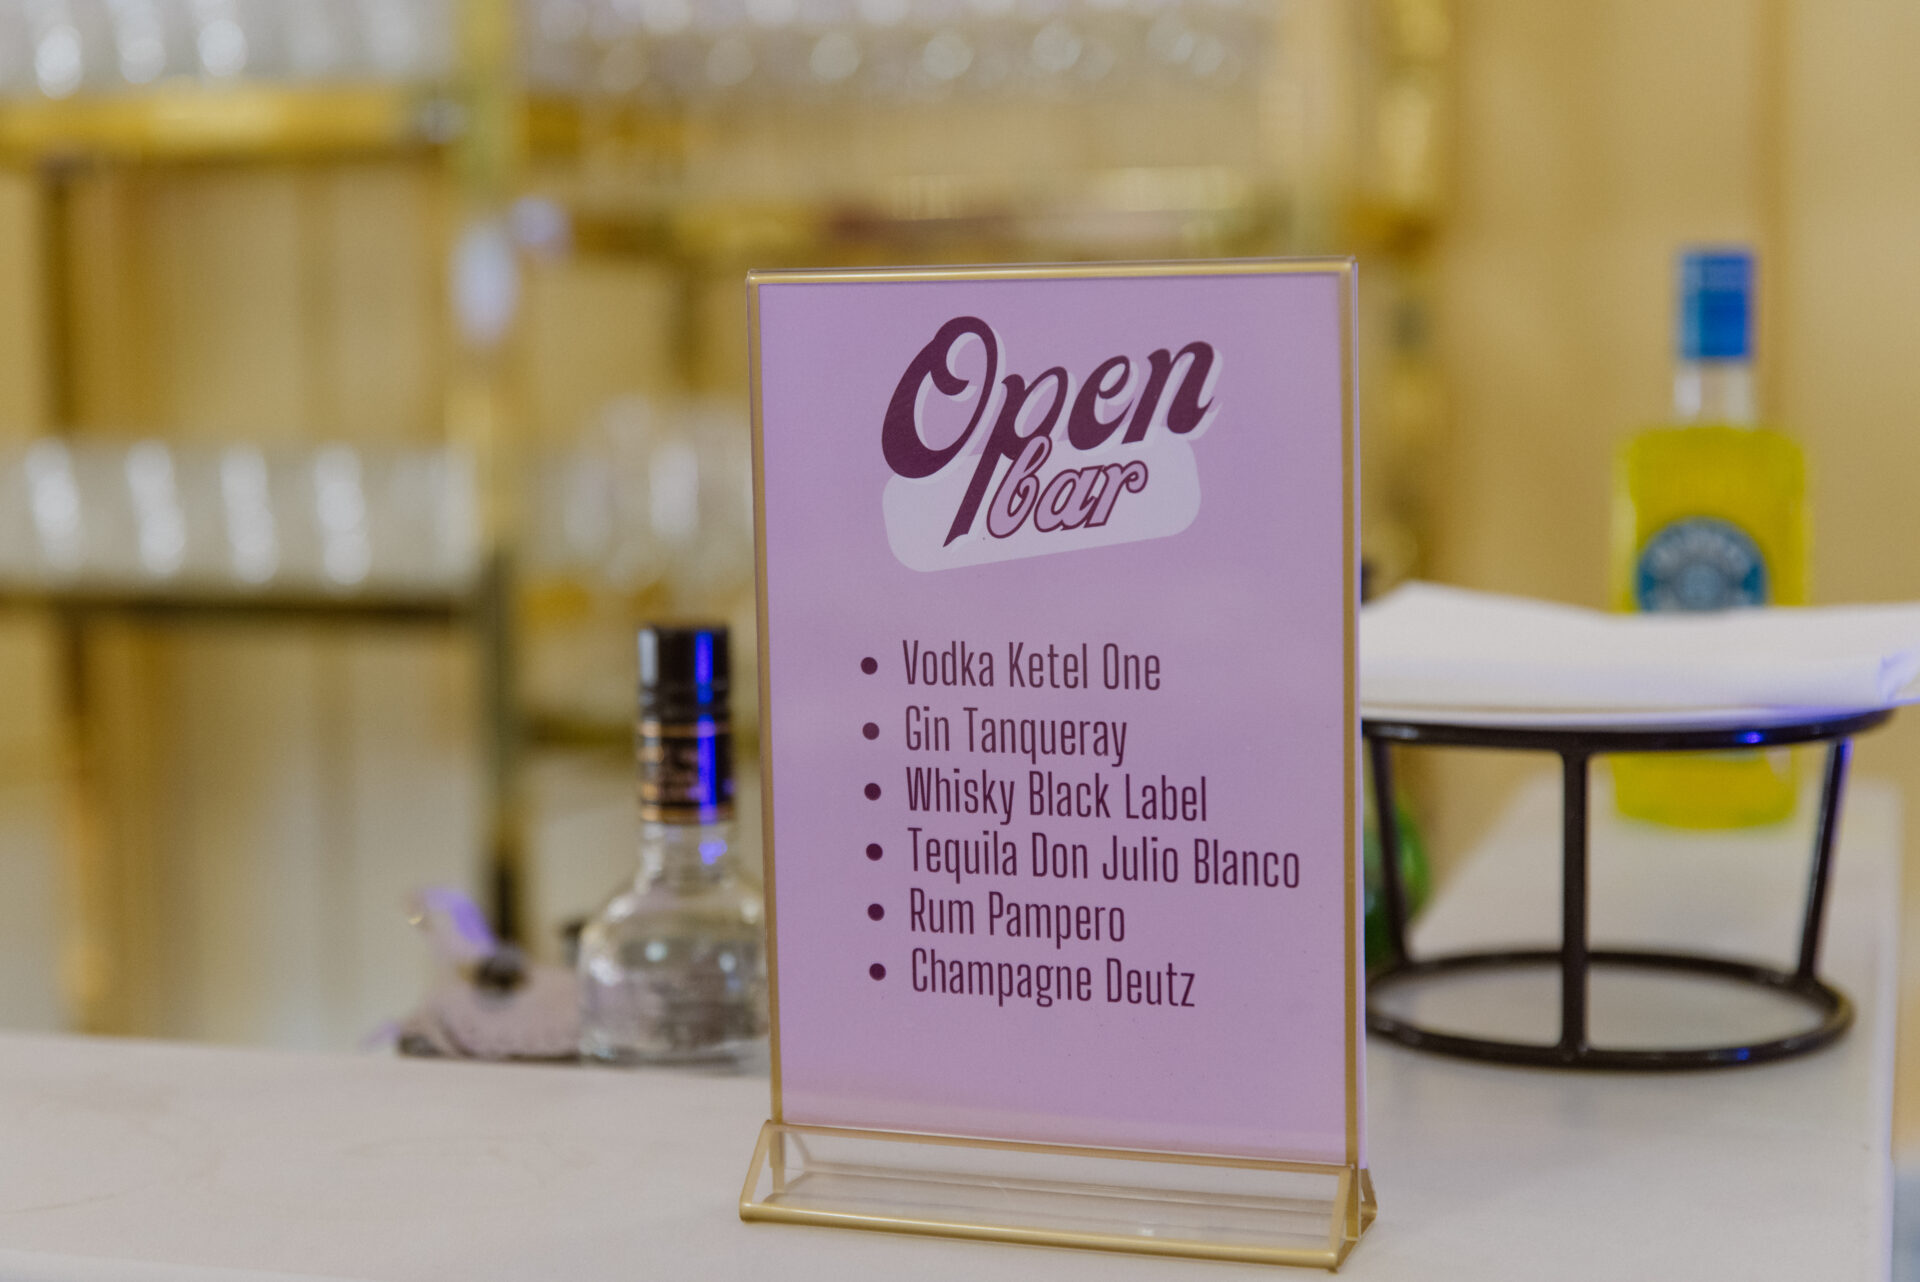 Open
bar
• Vodka Ketel One
• Gin Tanqueray
• Whisky Black Label
• Tequila Don Julio Blanco
• Rum Pampero
• Champagne Deutz